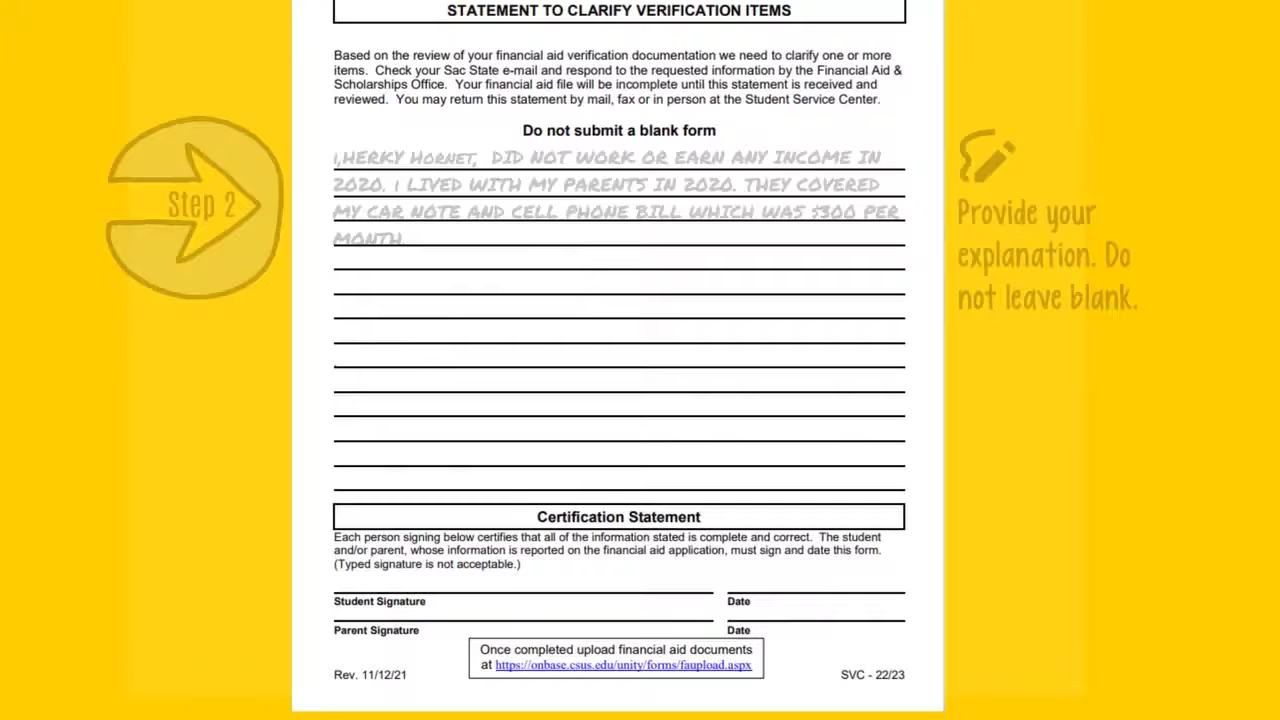 STATEMENT TO CLARIFY VERIFICATION ITEMS
Based on the review of your financial aid verification documentation we need to clarify one or more
items. Check your Sac State e-mail and respond to the requested information by the Financial Aid &
Scholarships Office. Your financial aid file will be incomplete until this statement is received and
reviewed. You may return this statement by mail, fax or in person at the Student Service Center.
Do not submit a blank form
I, HERKY HORNET, DID NOT WORK OR EARN ANY INCOME IN
2020. I LIVED WITH MY PARENTS IN 2020. THEY COVERED
MY CAR NOTE AND CELL PHONE BILL WHICH WAS $300 PER
MONTH.
Step 2
Provide your
explanation. Do
not leave blank.
Certification Statement
Each person signing below certifies that all of the information stated is complete and correct. The student
and/or parent, whose information is reported on the financial aid application, must sign and date this form.
(Typed signature is not acceptable.)
Student Signature
Date
Parent Signature
Date
Once completed upload financial aid documents
at https://onbase.csus.edu/unity/forms/faupload.aspx
Rev. 11/12/21
SVC - 22/23